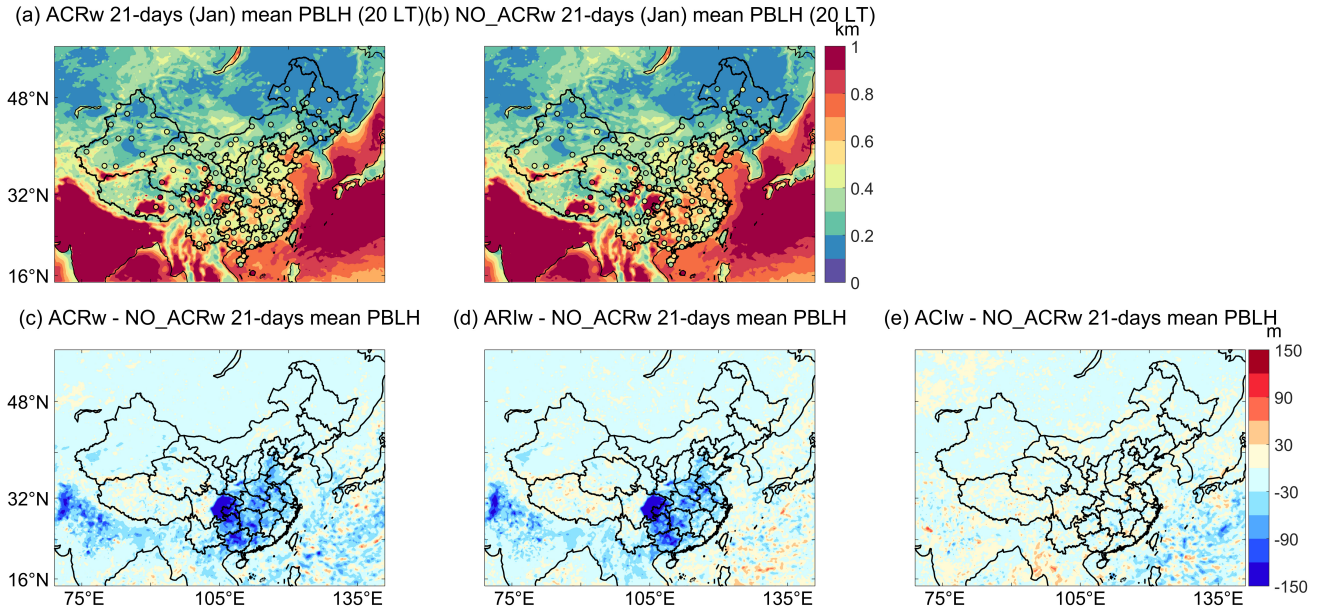 (a) ACRw 21-days (Jan) mean PBLH (20 LT)
(b) NO_ACRw 21-days (Jan) mean PBLH (20 LT)
km
1
0.8
0.6
0.4
0.2
0
48°N
32°N
16°N
(c) ACRw - NO_ACRw 21-days mean PBLH
(d) ARIw - NO_ACRw 21-days mean PBLH
(e) ACIw - NO_ACRw 21-days mean PBLH
m
150
90
30
-30
-90
-150
48°N
32°N
16°N
75°E
105°E
135°E
75°E
105°E
135°E
75°E
105°E
135°E